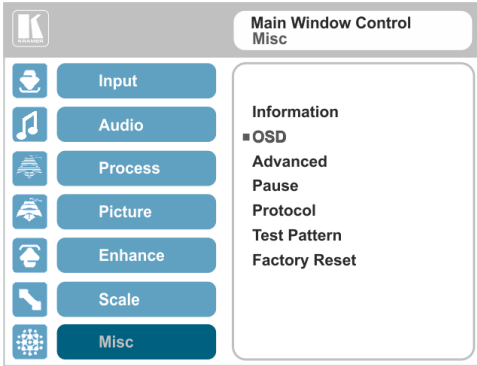 KRAMER
Main Window Control
Misc
Input
Audio
Process
Picture
Enhance
Scale
Misc
Information
OSD
Advanced
Pause
Protocol
Test Pattern
Factory Reset